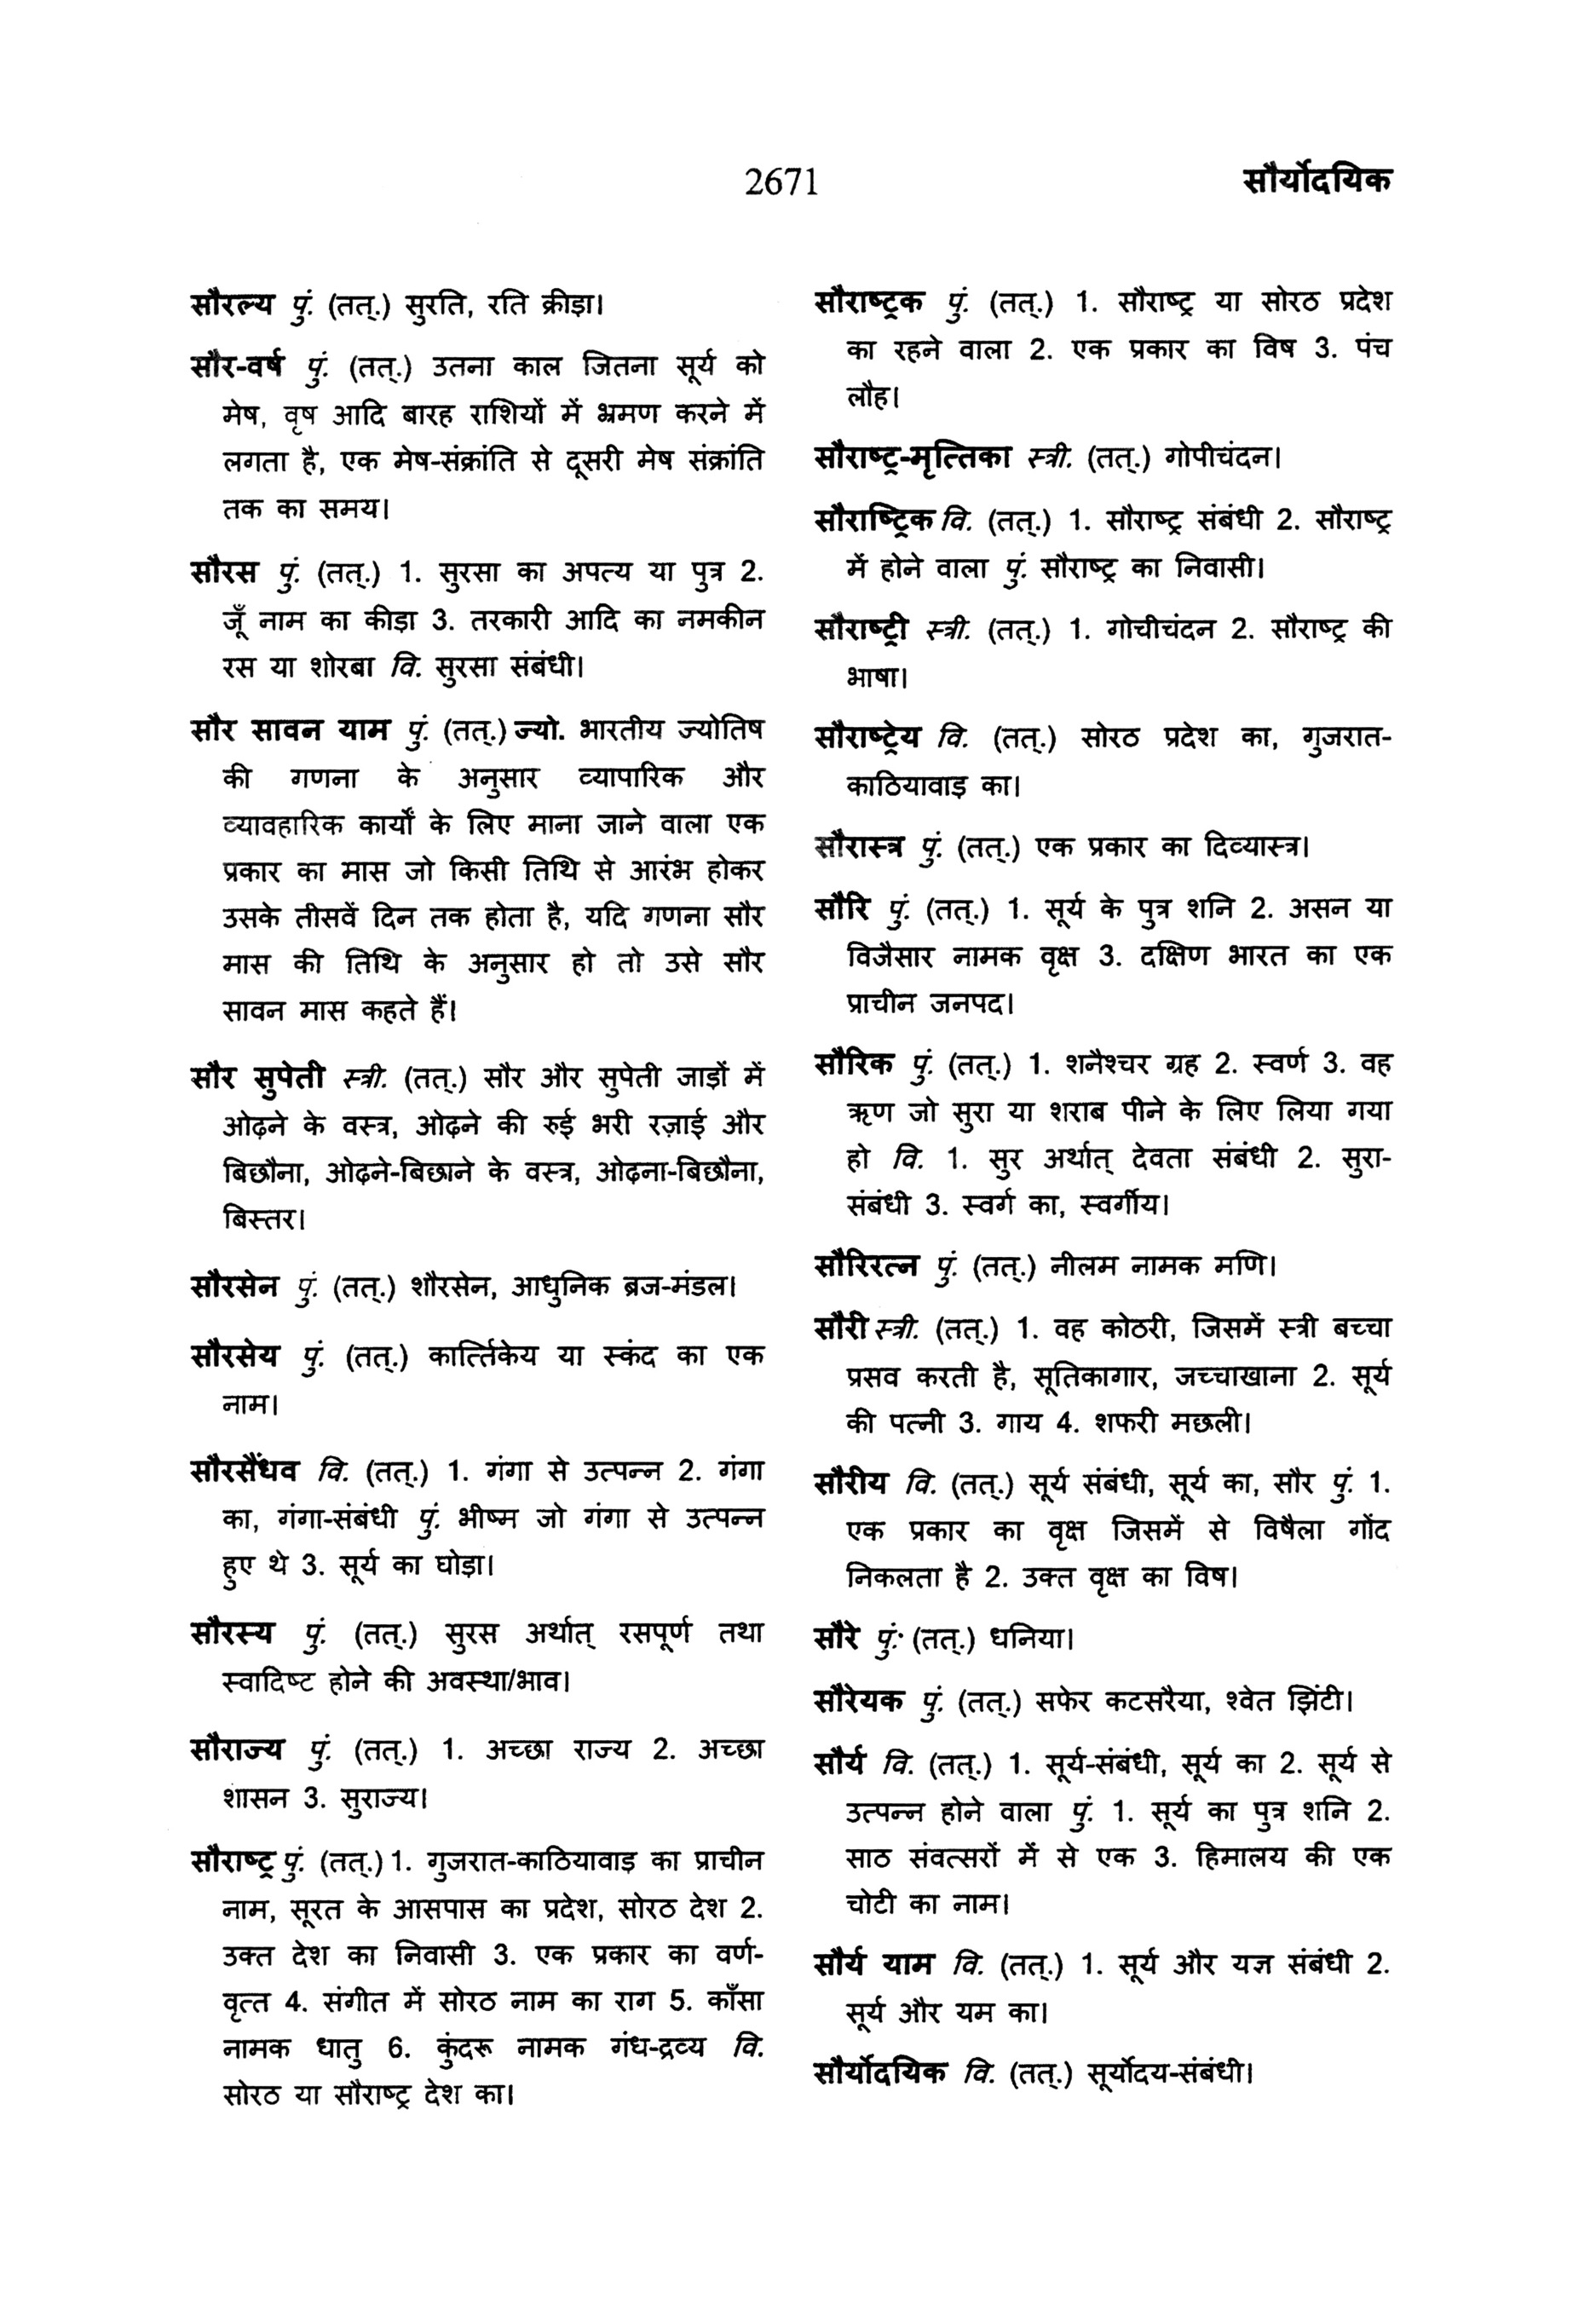 2671
सौर्योदयिक
सौरल्य पुं. (तत्.) सुरति, रति क्रीड़ा।
सौर-वर्ष पुं. (तत्.) उतना काल जितना सूर्य को
मेष, वृष आदि बारह राशियों में भ्रमण करने में
लगता है, एक मेष-संक्रांति से दूसरी मेष संक्रांति
तक का समय।
सौरस पुं. (तत्.) 1. सुरसा का अपत्य या पुत्र 2.
जूँ नाम का कीड़ा 3. तरकारी आदि का नमकीन
रस या शोरबा वि. सुरसा संबंधी।
सौर सावन याम पुं. (तत्.) ज्यो. भारतीय ज्योतिष
की गणना के अनुसार व्यापारिक और
व्यावहारिक कार्यों के लिए माना जाने वाला एक
प्रकार का मास जो किसी तिथि से आरंभ होकर
उसके तीसवें दिन तक होता है, यदि गणना सौर
मास की तिथि के अनुसार हो तो उसे सौर
सावन मास कहते हैं।
सौर सुपेती स्त्री. (तत्.) सौर और सुपेती जाड़ों में
ओढ़ने के वस्त्र, ओढ़ने की रुई भरी रज़ाई और
बिछौना, ओढ़ने-बिछाने के वस्त्र, ओढ़ना-बिछौना,
बिस्तर।
सौरसेन पुं. (तत्.) शौरसेन, आधुनिक ब्रज-मंडल।
सौरसेय पुं. (तत्.) कार्त्तिकेय या स्कंद का एक
नाम।
सौरसैंधव वि. (तत्.) 1. गंगा से उत्पन्न 2. गंगा
का, गंगा-संबंधी पुं. भीष्म जो गंगा से उत्पन्न
हुए थे 3. सूर्य का घोड़ा।
सौरस्य पुं. (तत्.) सुरस अर्थात् रसपूर्ण तथा
स्वादिष्ट होने की अवस्था/भाव।
सौराज्य पुं. (तत्.) 1. अच्छा राज्य 2. अच्छा
शासन 3. सुराज्य।
सौराष्ट्र पुं. (तत्.) 1. गुजरात-काठियावाड़ का प्राचीन
नाम, सूरत के आसपास का प्रदेश, सोरठ देश 2.
उक्त देश का निवासी 3. एक प्रकार का वर्ण-
वृत्त 4. संगीत में सोरठ नाम का राग 5. काँसा
नामक धातु 6. कुंदरू नामक गंध-द्रव्य वि.
सोरठ या सौराष्ट्र देश का।
सौराष्ट्रक पुं. (तत्.) 1. सौराष्ट्र या सोरठ प्रदेश
का रहने वाला 2. एक प्रकार का विष 3. पंच
लौह।
सौराष्ट्र-मृत्तिका स्त्री. (तत्.) गोपीचंदन।
सौराष्ट्रिक वि. (तत्.) 1. सौराष्ट्र संबंधी 2. सौराष्ट्र
में होने वाला पुं. सौराष्ट्र का निवासी।
सौराष्ट्री स्त्री. (तत्.) 1. गोचीचंदन 2. सौराष्ट्र की
भाषा।
सौराष्ट्रेय वि. (तत्.) सोरठ प्रदेश का, गुजरात-
काठियावाड़ का।
सौरास्त्र पुं. (तत्.) एक प्रकार का दिव्यास्त्र।
सौरि पुं. (तत्.) 1. सूर्य के पुत्र शनि 2. असन या
विजैसार नामक वृक्ष 3. दक्षिण भारत का एक
प्राचीन जनपद।
सौरिक पुं. (तत्.) 1. शनैश्चर ग्रह 2. स्वर्ण 3. वह
ऋण जो सुरा या शराब पीने के लिए लिया गया
हो वि. 1. सुर अर्थात् देवता संबंधी 2. सुरा-
संबंधी 3. स्वर्ग का, स्वर्गीय।
सौरिरत्न पुं. (तत्.) नीलम नामक मणि।
सौरी स्त्री. (तत्.) 1. वह कोठरी, जिसमें स्त्री बच्चा
प्रसव करती है, सूतिकागार, जच्चाखाना 2. सूर्य
की पत्नी 3. गाय 4. शफरी मछली।
सौरीय वि. (तत्.) सूर्य संबंधी, सूर्य का, सौर पुं. 1.
एक प्रकार का वृक्ष जिसमें से विषैला गोंद
निकलता है 2. उक्त वृक्ष का विष।
सौरे पुं. (तत्.) धनिया।
सौरेयक पुं. (तत्.) सफेर कटसरैया, श्वेत झिंटी।
सौर्य वि. (तत्.) 1. सूर्य-संबंधी, सूर्य का 2. सूर्य से
उत्पन्न होने वाला पुं. 1. सूर्य का पुत्र शनि 2.
साठ संवत्सरों में से एक 3. हिमालय की एक
चोटी का नाम।
सौर्य याम वि. (तत्.) 1. सूर्य और यज्ञ संबंधी 2.
सूर्य और यम का।
सौर्योदयिक वि. (तत्.) सूर्योदय-संबंधी।